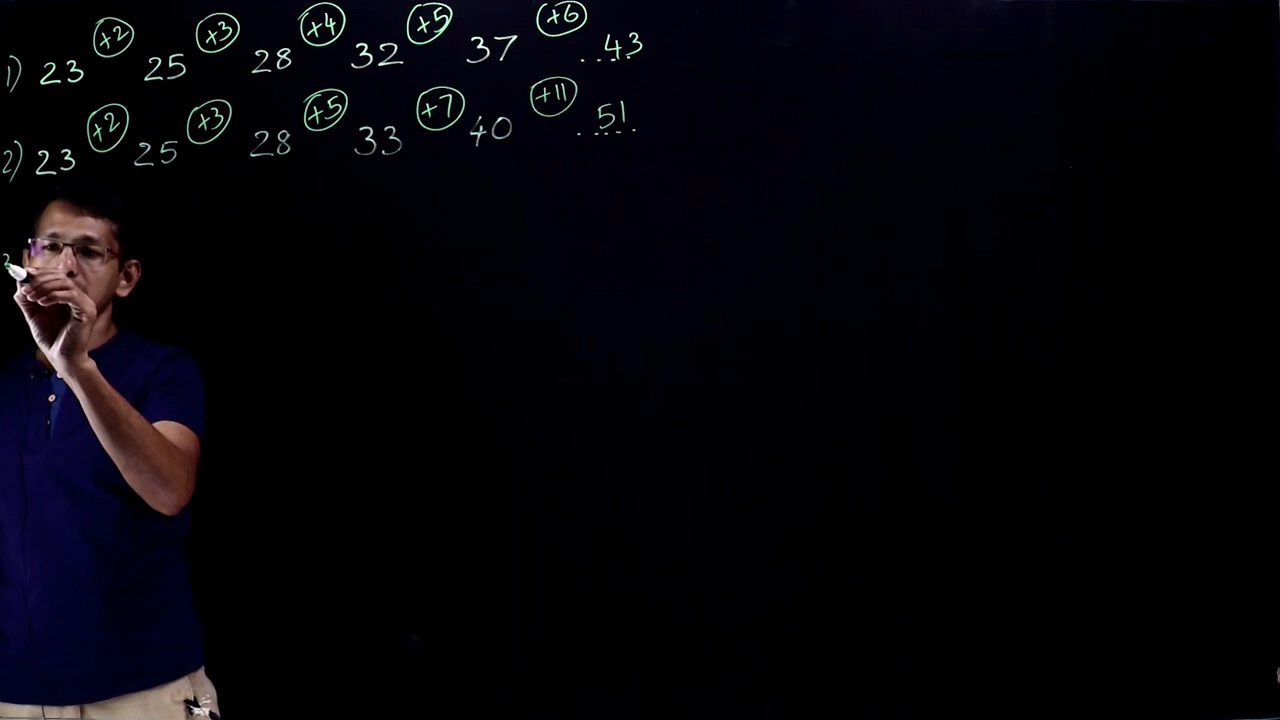 +2 +3 +4 +5 +6
1) 23 25 28 32 37 ....43
+2 +3 +5 +7 +11
2) 23 25 28 33 40 ....51